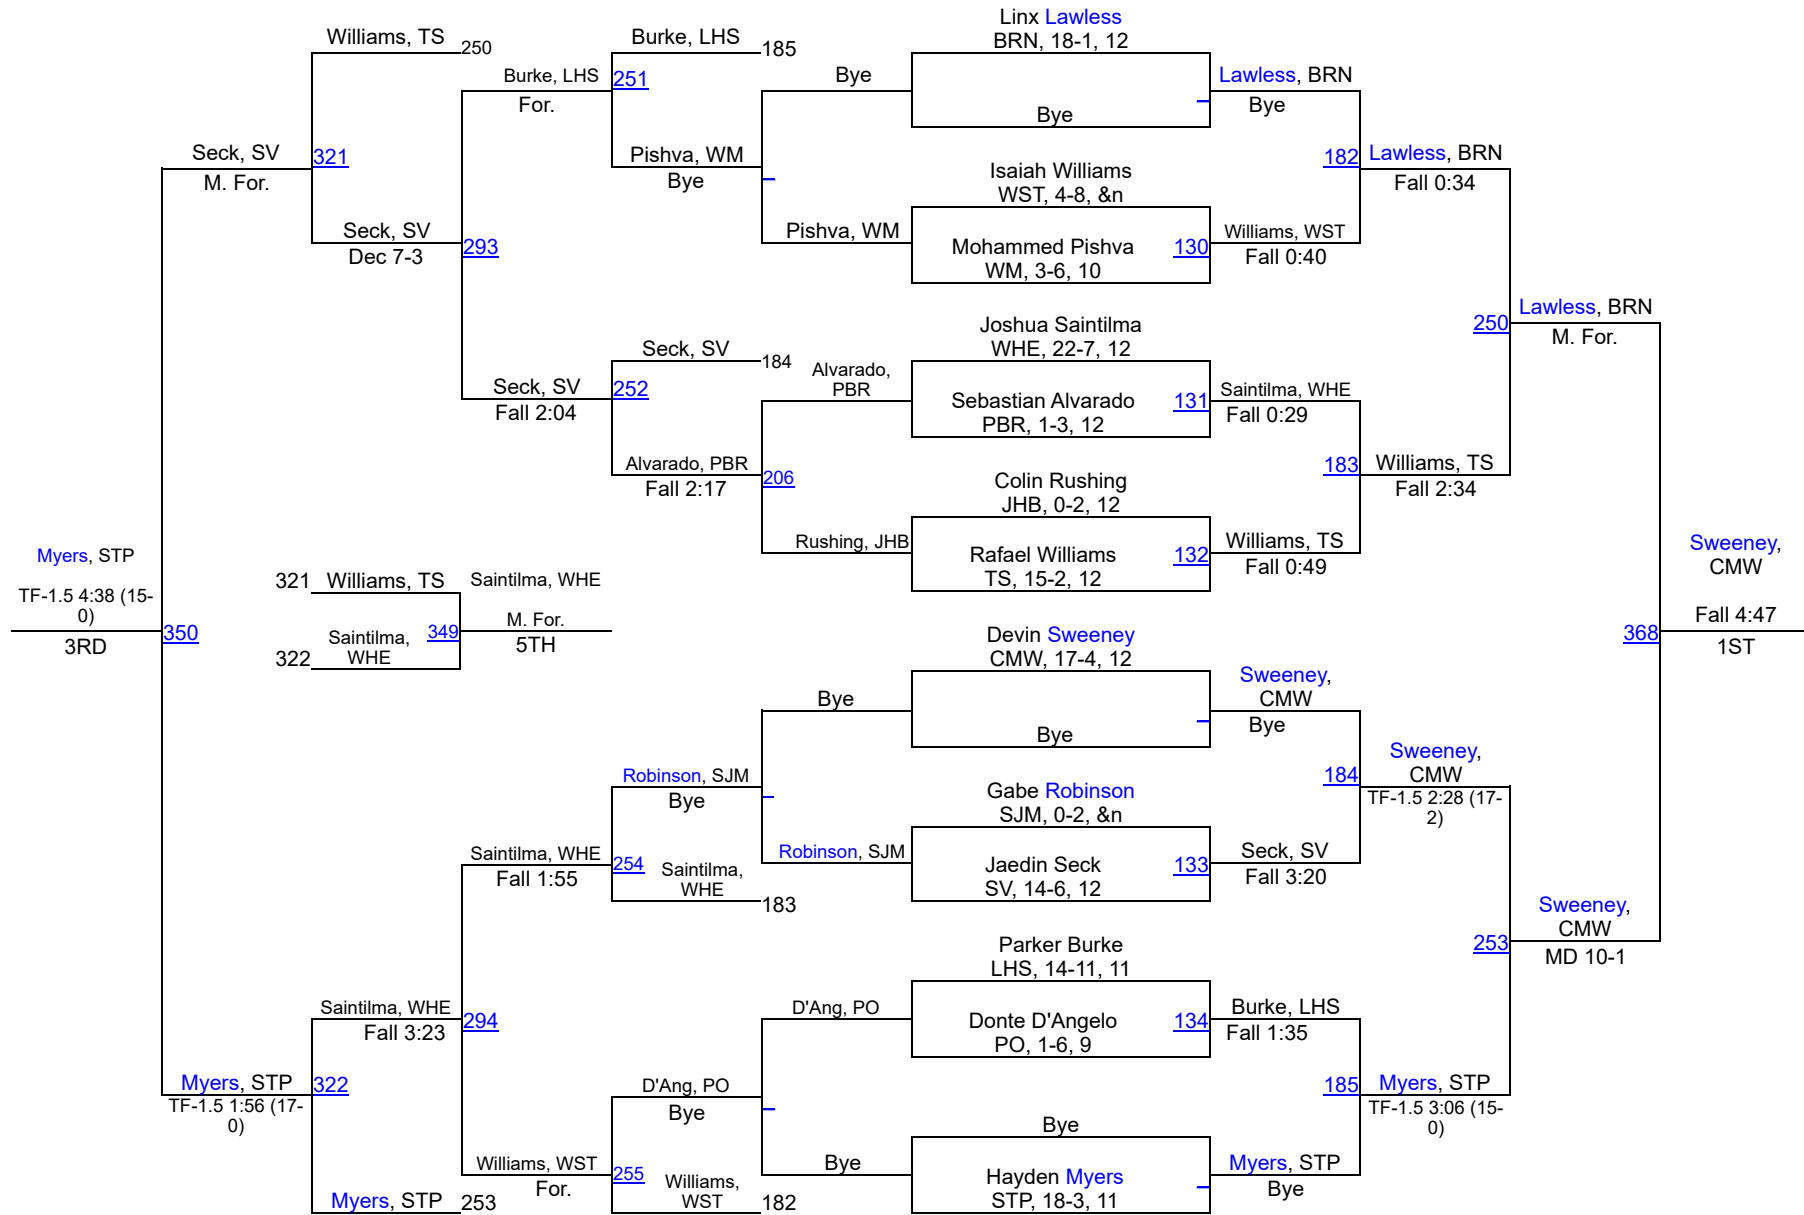 Williams, TS
250
Seck, SV
M. For.
321
Seck, SV
Dec 7-3
Burke, LHS
For.
293
Burke, LHS
185
251
Pishva, WM
Bye
Seck, SV
Fall 2:04
Seck, SV
184
252
Alvarado, PBR
Fall 2:17
Bye
Pishva, WM
Alvarado,
PBR
206
Rushing, JHB
Linx Lawless
BRN, 18-1, 12
Bye
Isaiah Williams
WST, 4-8, &n
Mohammed Pishva
WM, 3-6, 10
130
Joshua Saintilma
WHE, 22-7, 12
Sebastian Alvarado
PBR, 1-3, 12
131
Colin Rushing
JHB, 0-2, 12
Rafael Williams
TS, 15-2, 12
132
Lawless, BRN
Bye
182
Williams, WST
Fall 0:40
Lawless, BRN
Fall 0:34
Saintilma, WHE
Fall 0:29
183
Williams, TS
Fall 0:49
Williams, TS
Fall 2:34
250
Lawless, BRN
M. For.
Myers, STP
TF-1.5 4:38 (15-
0)
3RD
350
321
Williams, TS
322
Saintilma,
WHE
349
Saintilma, WHE
M. For.
5TH
368
Sweeney,
CMW
Fall 4:47
1ST
Devin Sweeney
CMW, 17-4, 12
Bye
Gabe Robinson
SJM, 0-2, &n
Jaedin Seck
SV, 14-6, 12
133
Parker Burke
LHS, 14-11, 11
Donte D'Angelo
PO, 1-6, 9
134
Bye
Hayden Myers
STP, 18-3, 11
Bye
Robinson, SJM
Robinson, SJM
Bye
Saintilma, WHE
Fall 1:55
254
Saintilma,
WHE
183
Saintilma, WHE
Fall 3:23
294
D'Ang, PO
D'Ang, PO
Bye
Bye
Myers, STP
TF-1.5 1:56 (17-
0)
322
Williams, WST
For.
255
Williams,
WST
182
Myers, STP
253
Sweeney,
CMW
Bye
184
Seck, SV
Fall 3:20
Sweeney,
CMW
TF-1.5 2:28 (17-
2)
253
Sweeney,
CMW
MD 10-1
Burke, LHS
Fall 1:35
185
Myers, STP
Bye
Myers, STP
TF-1.5 3:06 (15-
0)